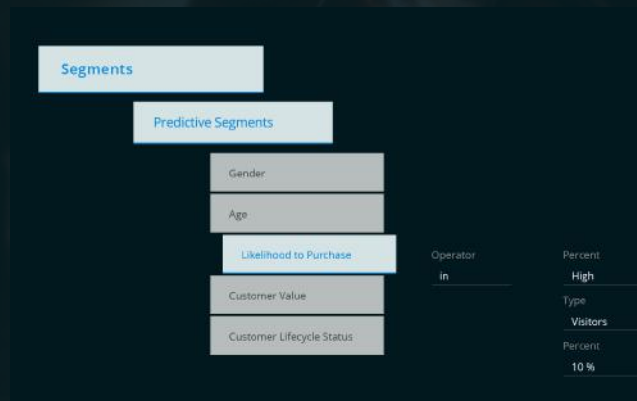 Segments
Predictive Segments
Gender
Age
Likelihood to Purchase
Operator
Percent
in
High
Customer Value
Type
Visitors
Customer Lifecycle Status
Percent
10 %